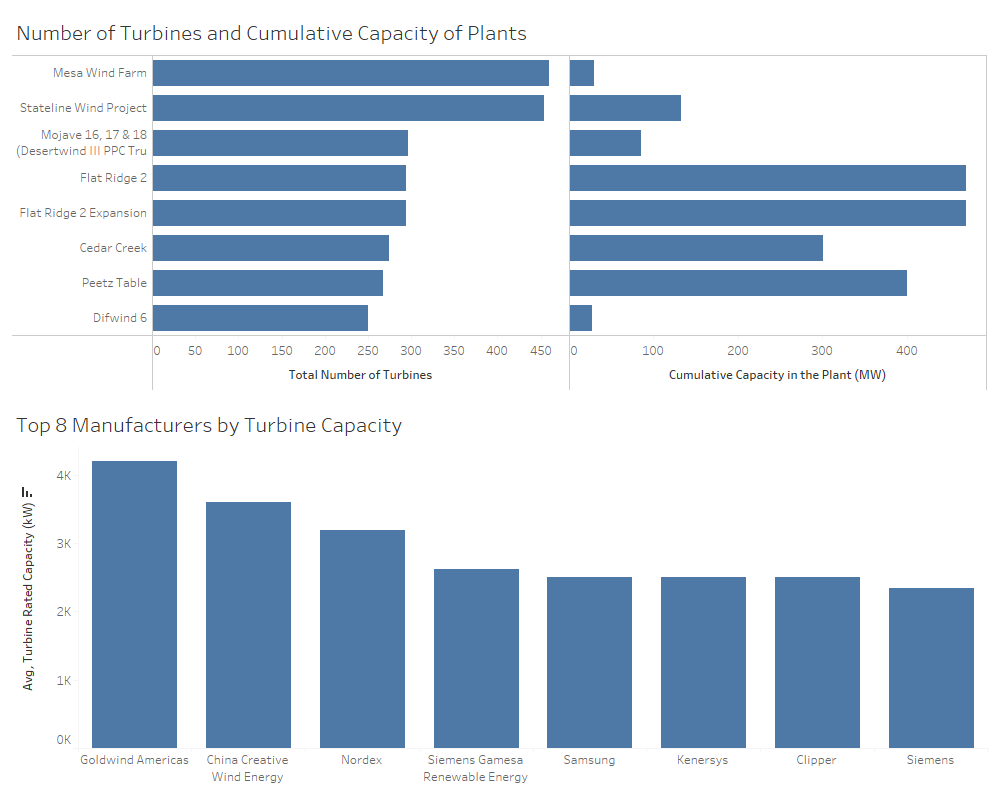 Number of Turbines and Cumulative Capacity of Plants
Mesa Wind Farm
Stateline Wind Project
Mojave 16, 17 & 18
(Desertwind III PPC Tru
Flat Ridge 2
Flat Ridge 2 Expansion
Cedar Creek
Peetz Table
Difwind 6
0 50 100 150 200 250 300 350 400 450 0 100 200 300 400
Total Number of Turbines Cumulative Capacity in the Plant (MW)
Top 8 Manufacturers by Turbine Capacity
Avg, Turbine Rated Capacity (kW)
4K
3K
2K
1K
0K
Goldwind Americas China Creative Nordex Siemens Gamesa Samsung Kenersys Clipper Siemens
Wind Energy Renewable Energy